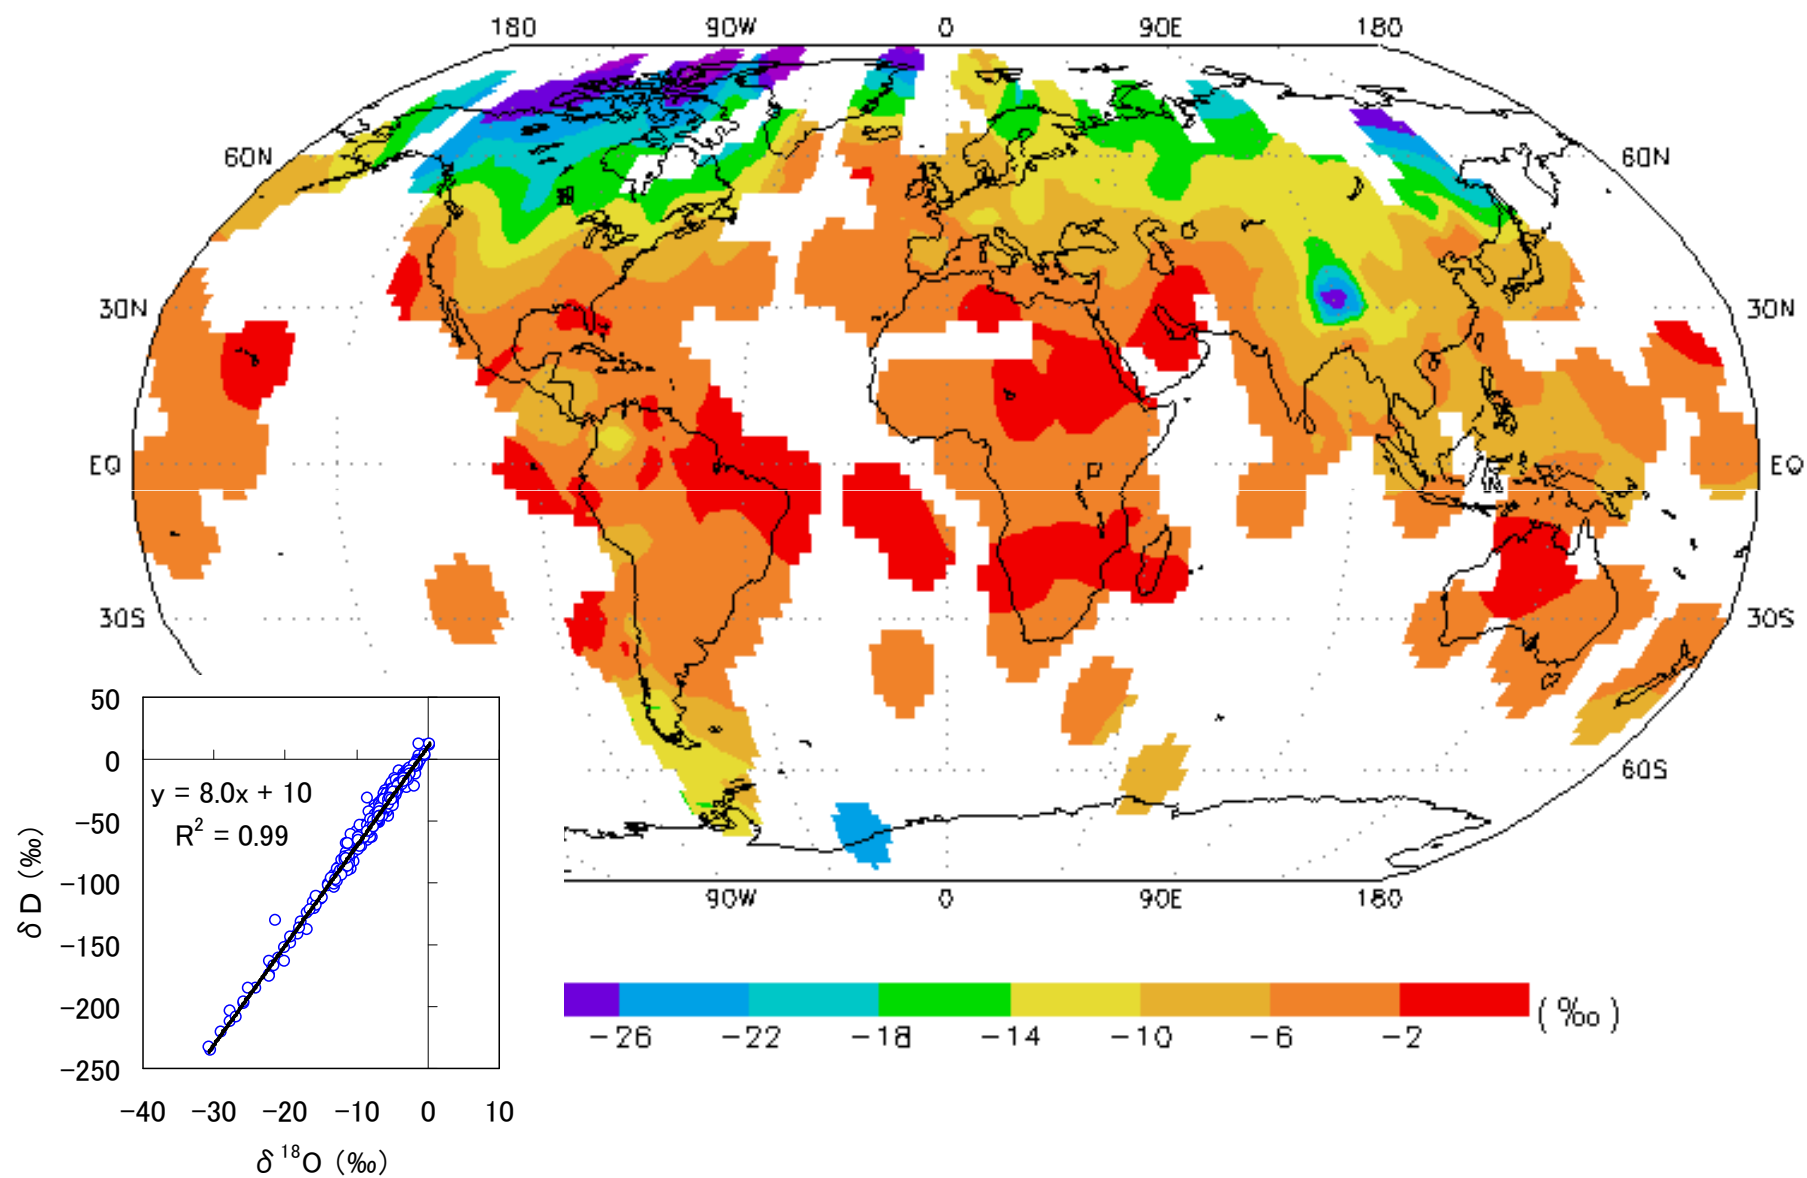 180 90W 0 90E 180
60N 60N
30N 30N
EQ EQ
30S 30S
60S
90W 0 90E 180
−26 −22 −18 −14 −10 −6 −2 (‰)
50
0
−50
−100
−150
−200
−250
y = 8.0x + 10
R² = 0.99
δD (‰)
−40 −30 −20 −10 0 10
δ¹⁸O (‰)